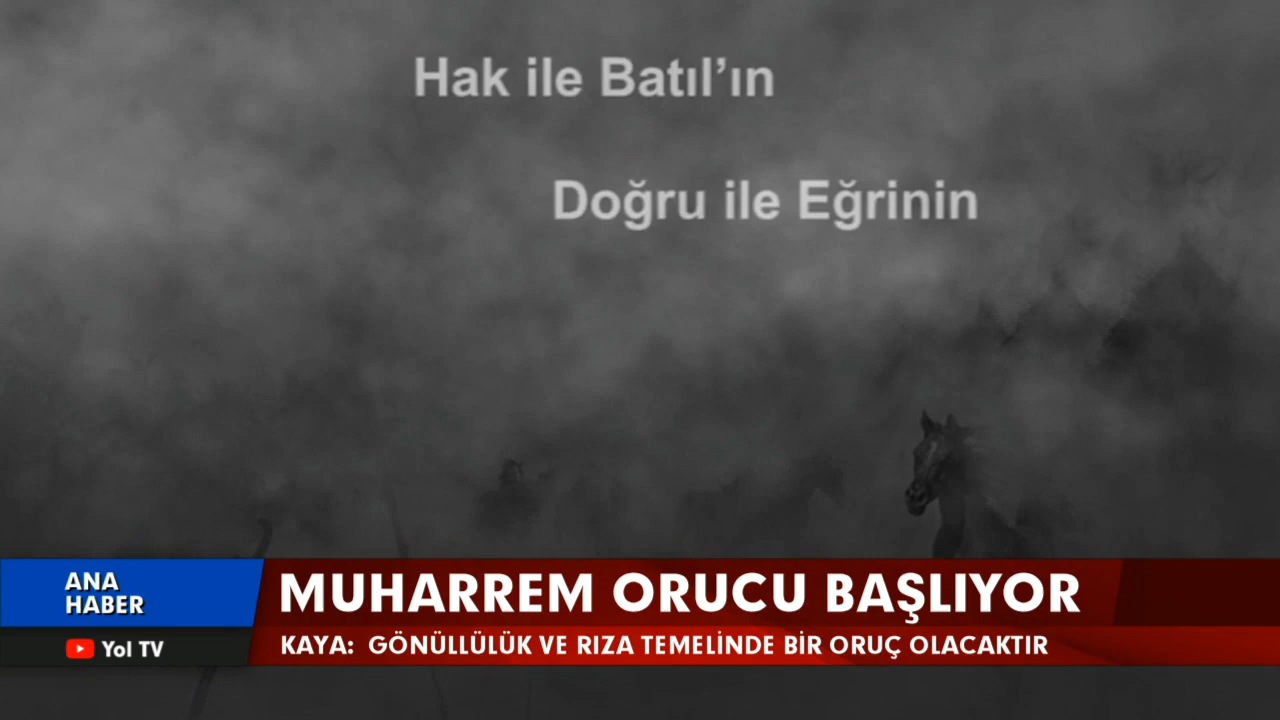 Hak ile Batıl’ın
Doğru ile Eğrinin
ANA
HABER
MUHARREM ORUCU BAŞLIYOR
Yol TV
KAYA: GÖNÜLLÜLÜK VE RIZA TEMELİNDE BİR ORUÇ OLACAKTIR